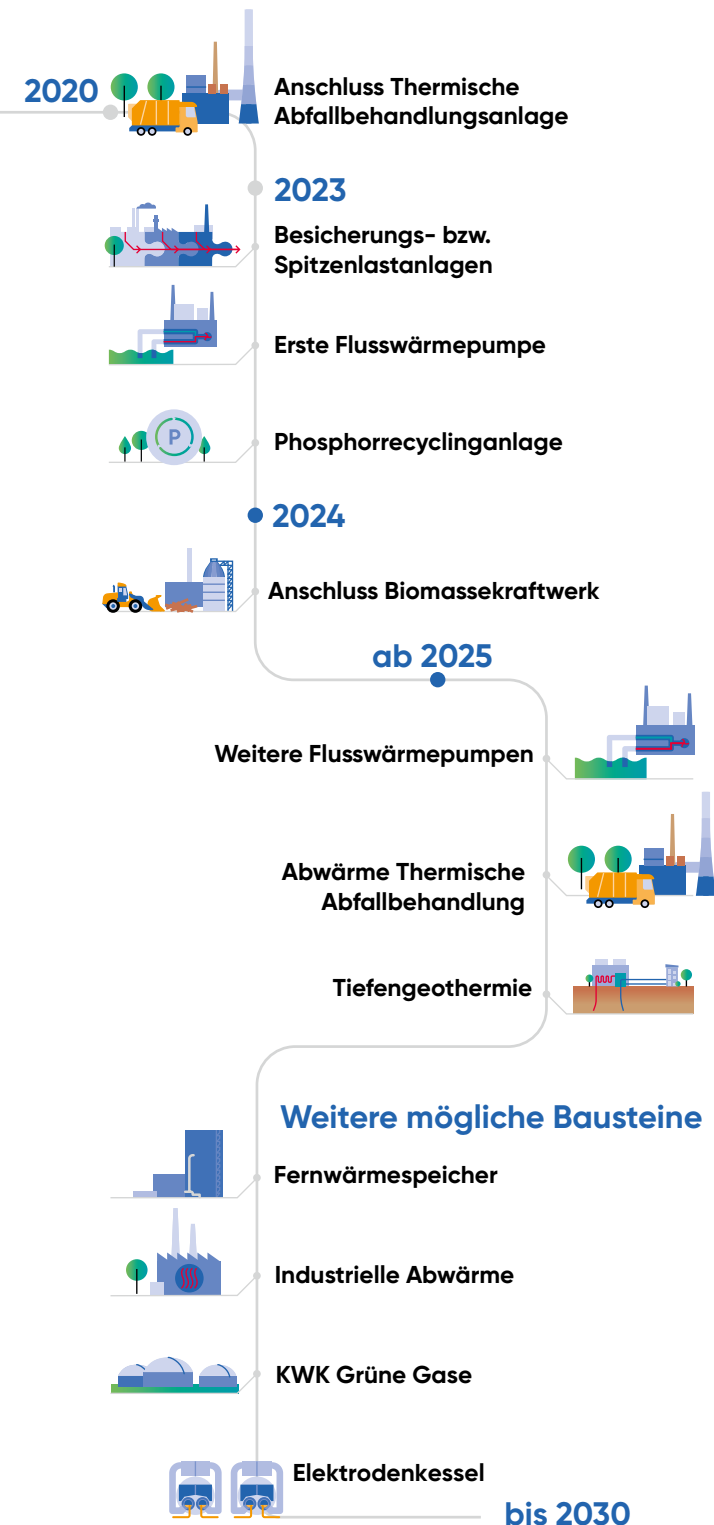 2020
Anschluss Thermische
Abfallbehandlungsanlage
2023
Besicherungs- bzw.
Spitzenlastanlagen
Erste Flusswärmepumpe
P
Phosphorrecyclinganlage
2024
Anschluss Biomassekraftwerk
ab 2025
Weitere Flusswärmepumpen
Abwärme Thermische
Abfallbehandlung
Tiefengeothermie
Weitere mögliche Bausteine
Fernwärmespeicher
Industrielle Abwärme
KWK Grüne Gase
Elektrodenkessel
bis 2030